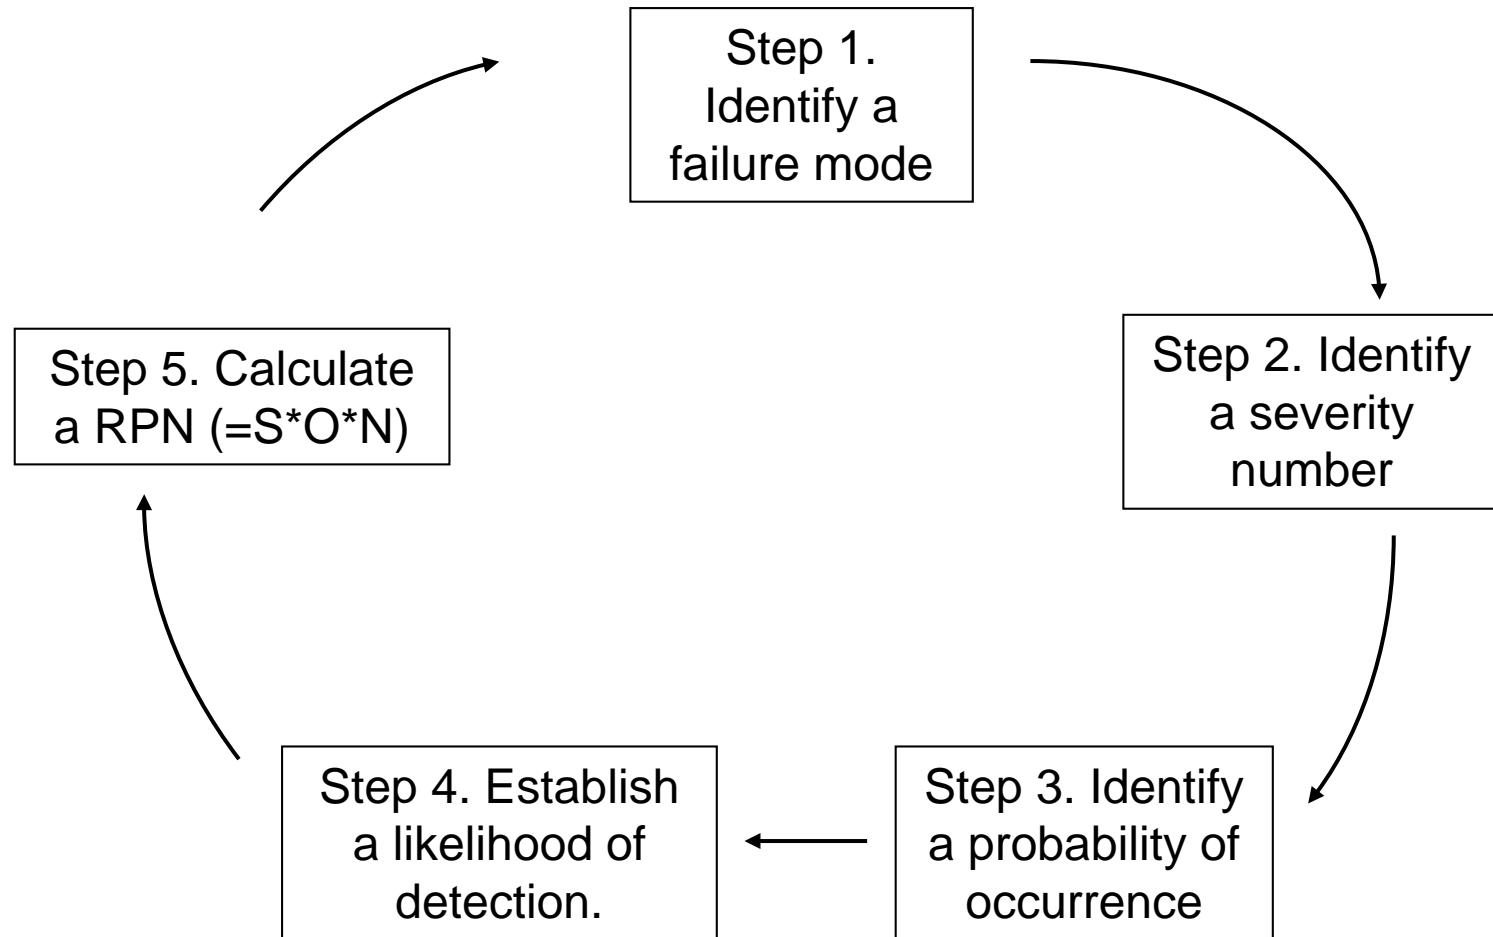 Step 1.
Identify a
failure mode
Step 2. Identify
a severity
number
Step 3. Identify
a probability of
occurrence
Step 4. Establish
a likelihood of
detection.
Step 5. Calculate
a RPN (=S*O*N)